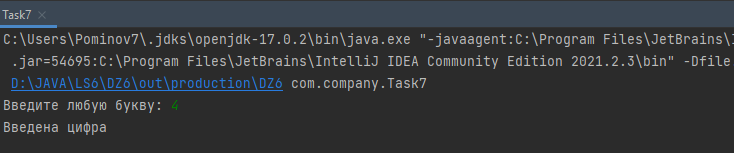 Task7 ×
C:\Users\Pominov7\.jdks\openjdk-17.0.2\bin\java.exe "-javaagent:C:\Program Files\JetBrains\I
.jar=54695:C:\Program Files\JetBrains\IntelliJ IDEA Community Edition 2021.2.3\bin" -Dfile
D:\JAVA\LS6\DZ6\out\production\DZ6 com.company.Task7
Введите любую букву: 4
Введена цифра